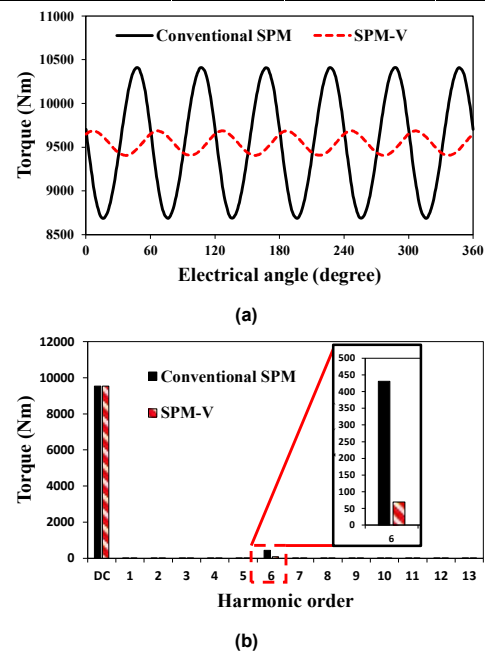 (a)
11000
10500
10000
9500
9000
8500
Torque (Nm)
Conventional SPM
SPM-V
0 60 120 180 240 300 360
Electrical angle (degree)
(a)
12000
10000
8000
6000
4000
2000
0
Torque (Nm)
Conventional SPM
SPM-V
500
450
400
350
300
250
200
150
100
50
0
6
DC 1 2 3 4 5 6 7 8 9 10 11 12 13
Harmonic order
(b)